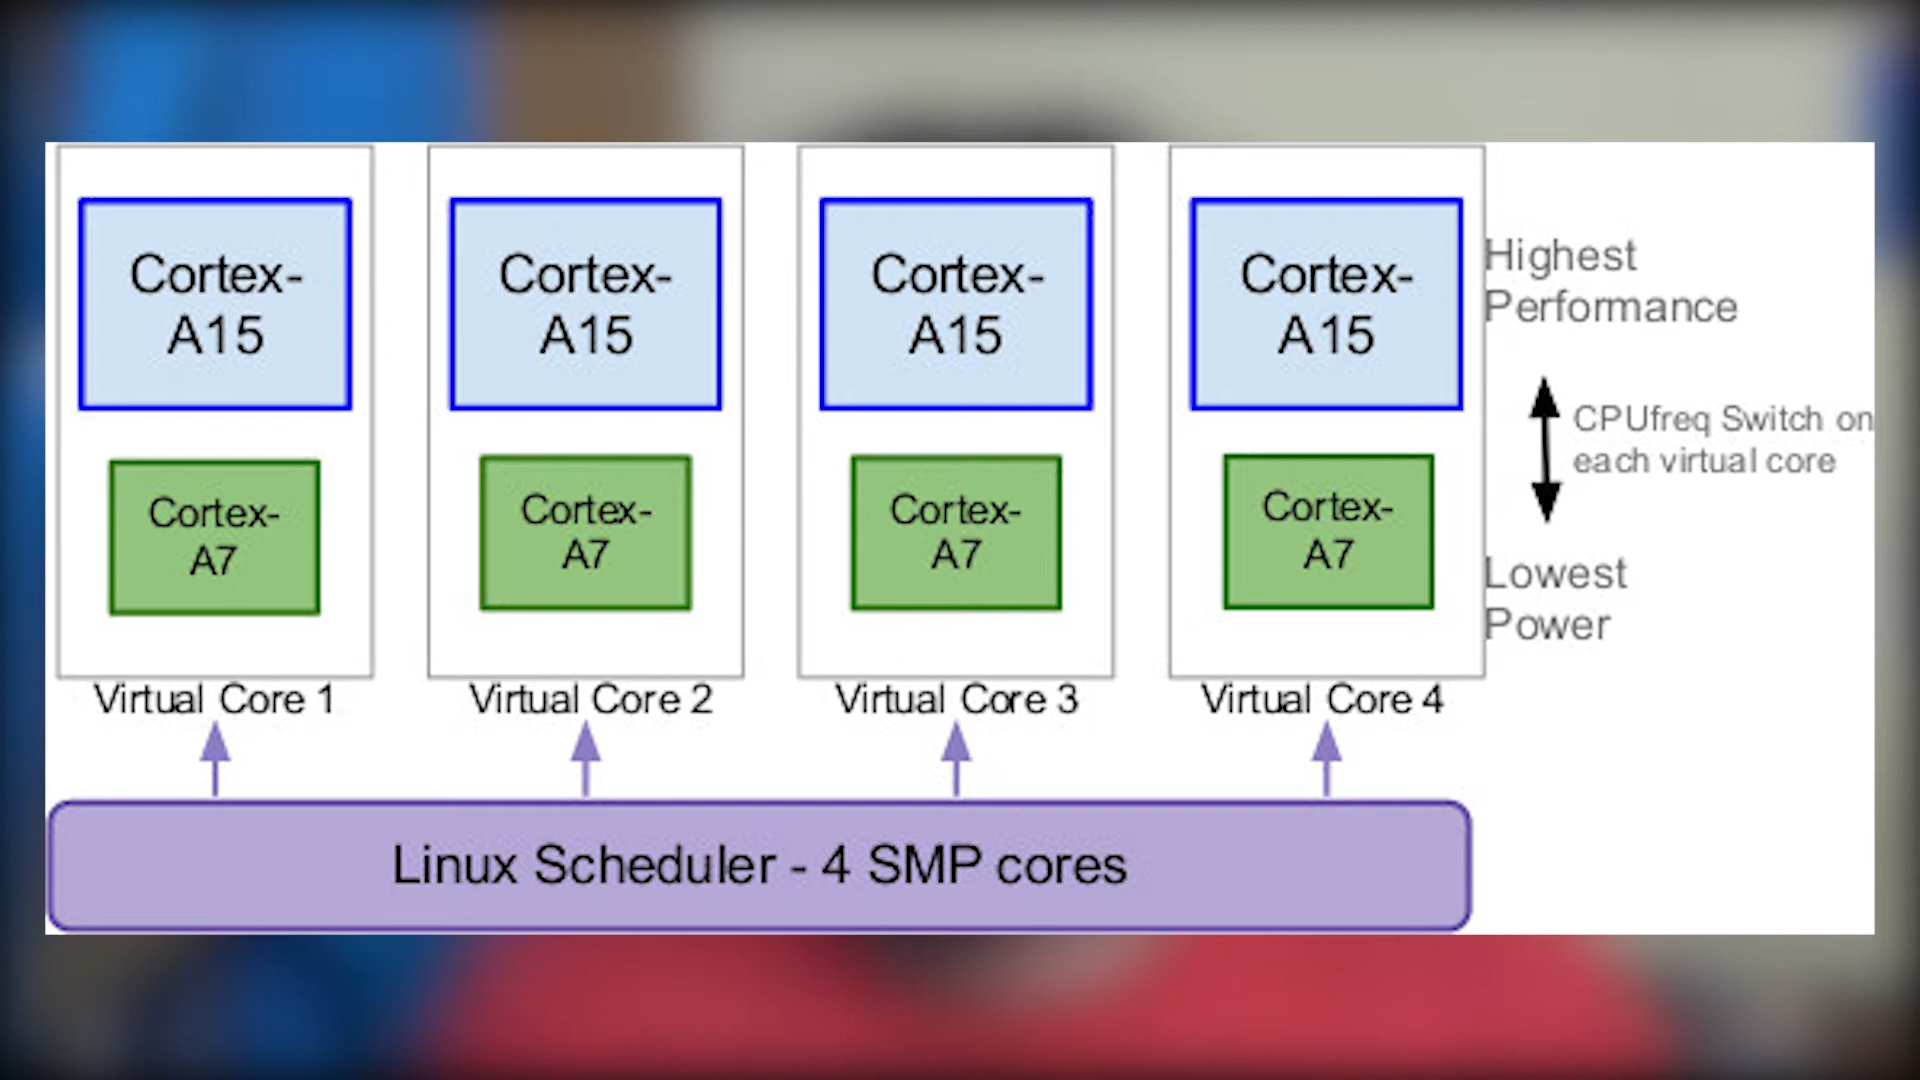 Cortex-
A15
Cortex-
A15
Cortex-
A15
Cortex-
A15
Highest
Performance
CPUfreq Switch on
each virtual core
Cortex-
A7
Cortex-
A7
Cortex-
A7
Cortex-
A7
Lowest
Power
Virtual Core 1
Virtual Core 2
Virtual Core 3
Virtual Core 4
Linux Scheduler - 4 SMP cores